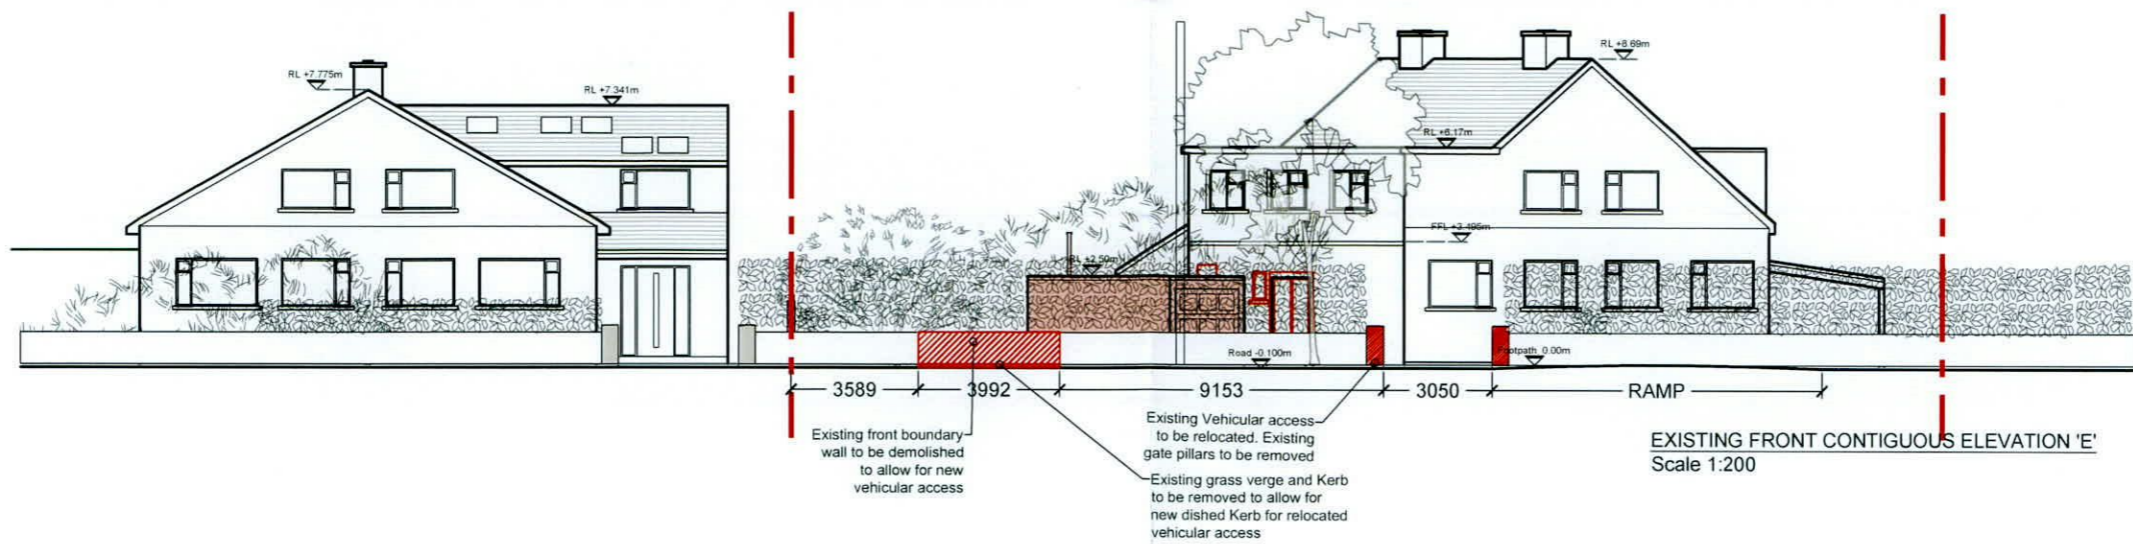 RL +7.775m
RL +7.341m
RL +8.69m
RL +6.17m
FFL +3.495m
RL +2.50m
Road -0.100m
Footpath 0.00m
3589
3992
9153
3050
RAMP
Existing front boundary
wall to be demolished
to allow for new
vehicular access
Existing Vehicular access
to be relocated. Existing
gate pillars to be removed
Existing grass verge and Kerb
to be removed to allow for
new dished Kerb for relocated
vehicular access
EXISTING FRONT CONTIGUOUS ELEVATION 'E'
Scale 1:200